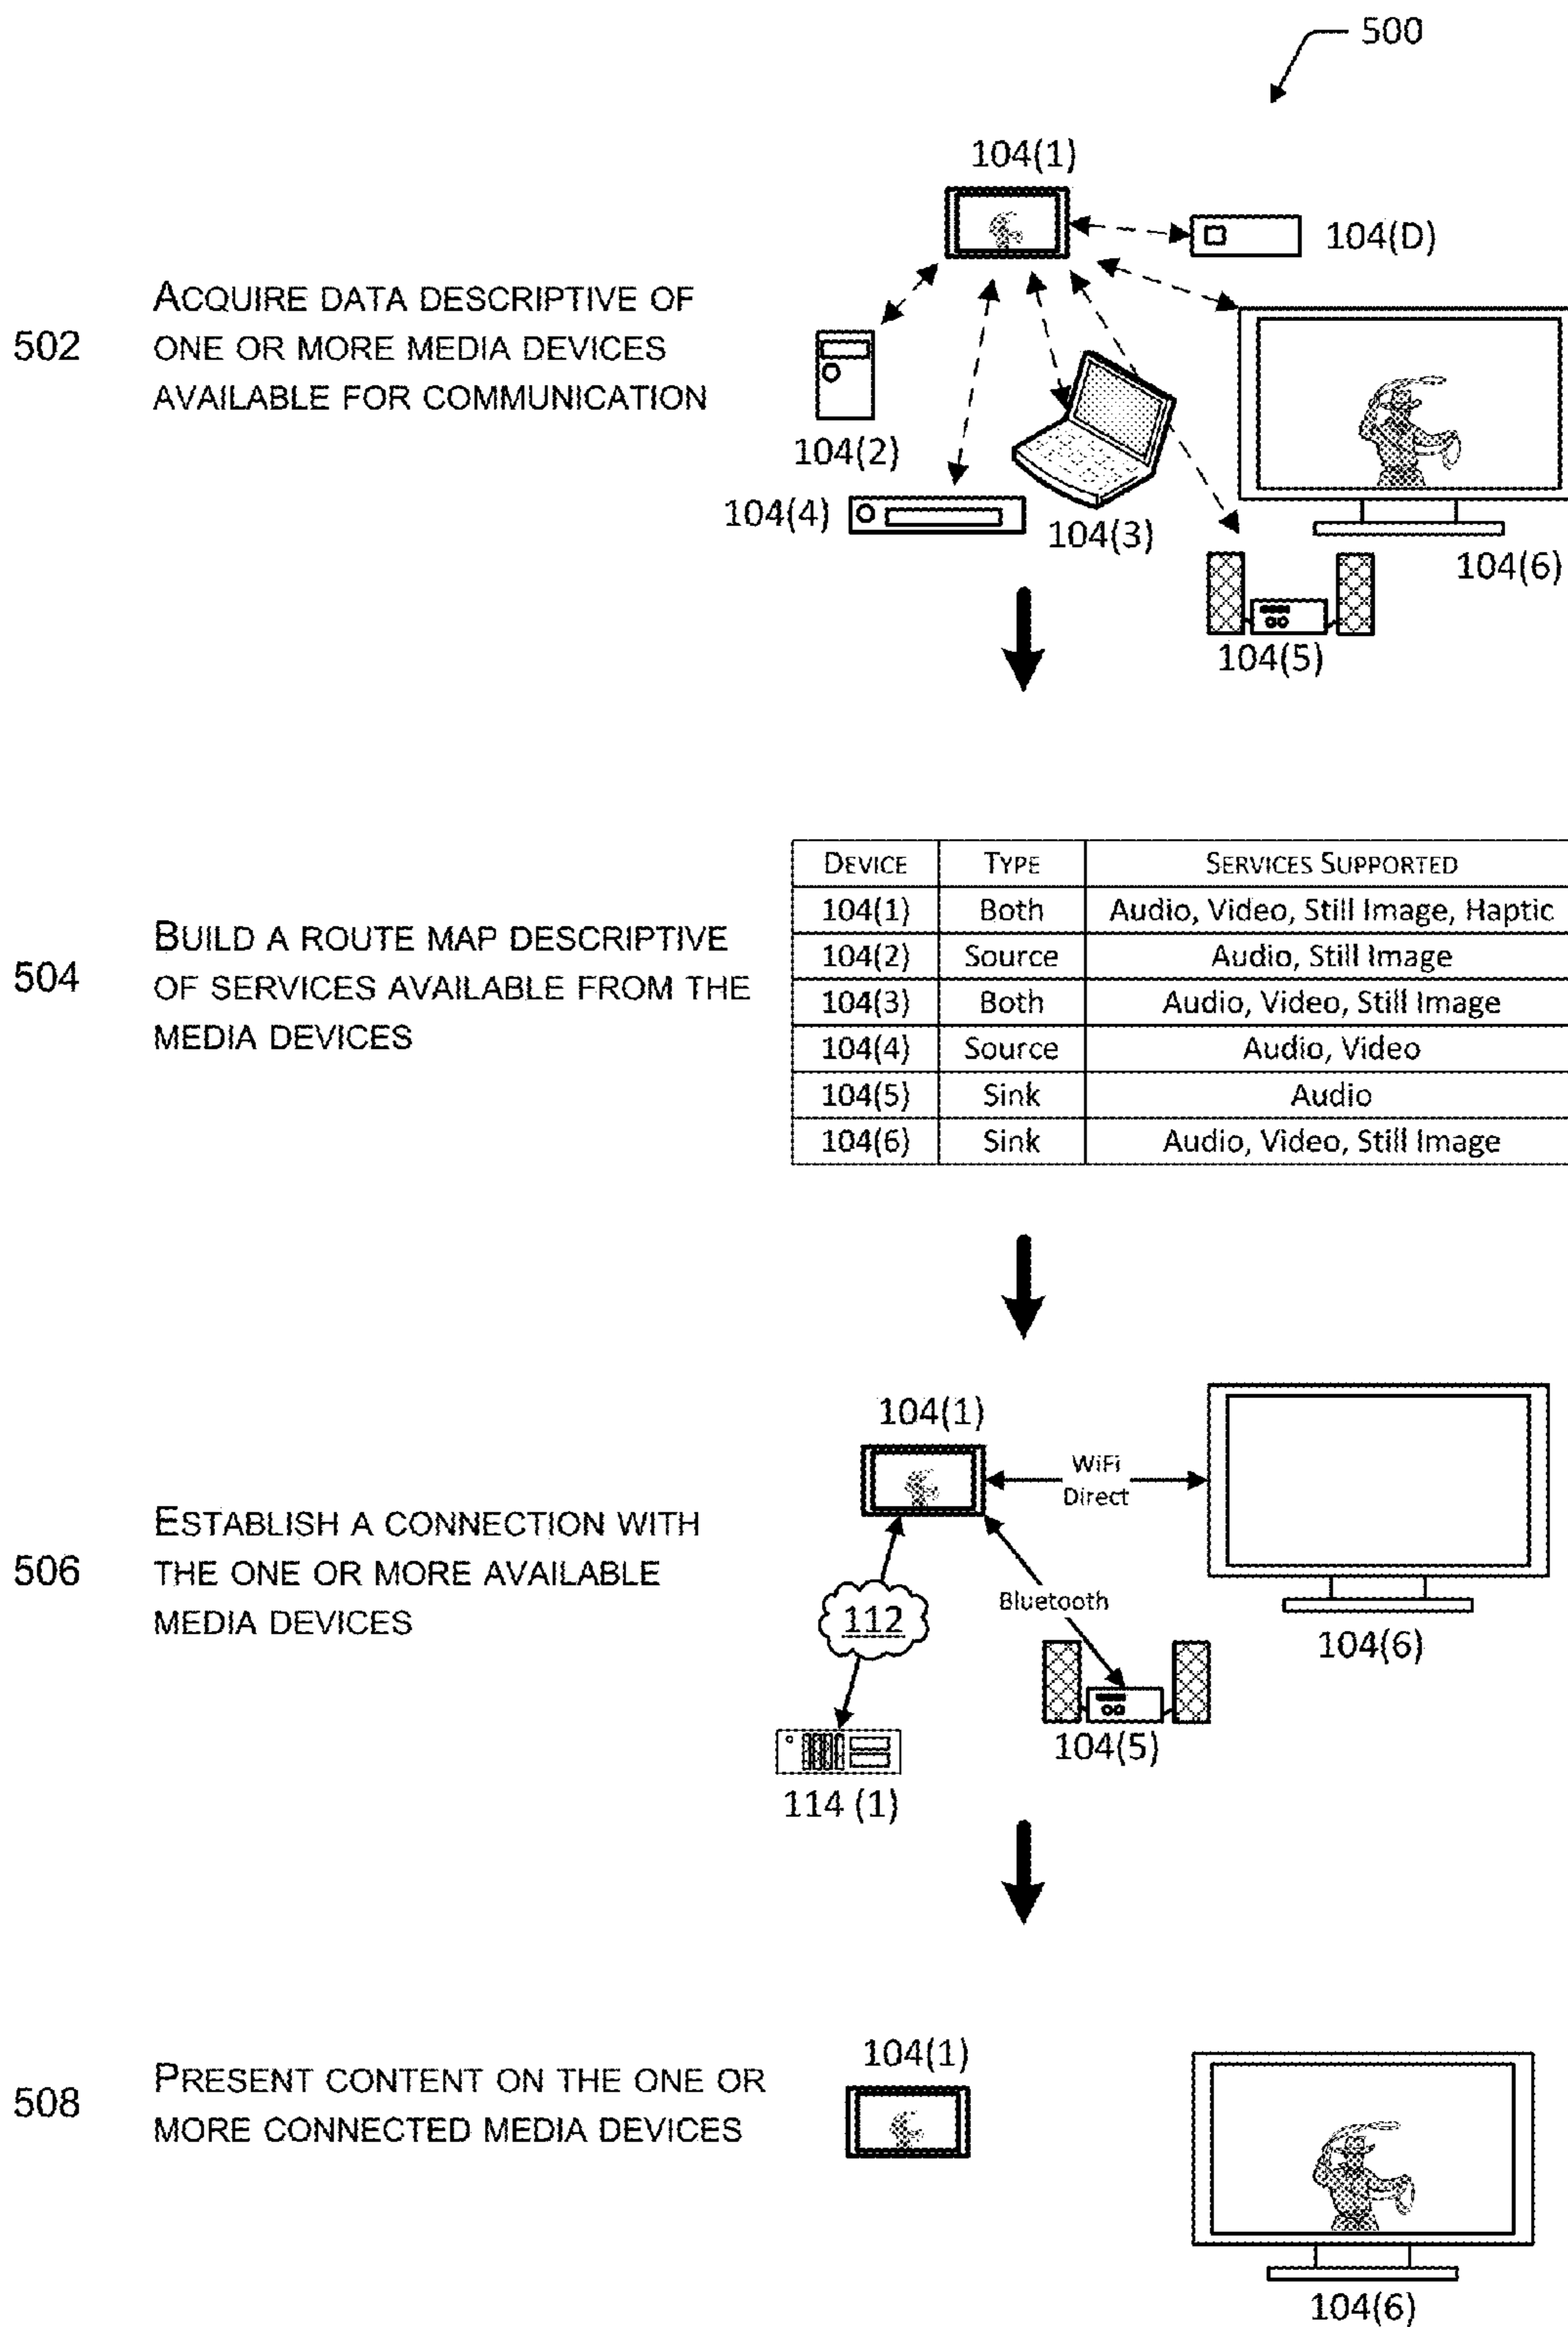 500
104(1)
104(D)
502
ACQUIRE DATA DESCRIPTIVE OF
ONE OR MORE MEDIA DEVICES
AVAILABLE FOR COMMUNICATION
104(2)
104(4)
104(3)
104(6)
104(5)
504
BUILD A ROUTE MAP DESCRIPTIVE
OF SERVICES AVAILABLE FROM THE
MEDIA DEVICES
DEVICE TYPE SERVICES SUPPORTED
104(1) Both Audio, Video, Still Image, Haptic
104(2) Source Audio, Still Image
104(3) Both Audio, Video, Still Image
104(4) Source Audio, Video
104(5) Sink Audio
104(6) Sink Audio, Video, Still Image
506
ESTABLISH A CONNECTION WITH
THE ONE OR MORE AVAILABLE
MEDIA DEVICES
104(1)
WiFi
Direct
Bluetooth
112
104(6)
104(5)
114 (1)
508
PRESENT CONTENT ON THE ONE OR
MORE CONNECTED MEDIA DEVICES
104(1)
104(6)